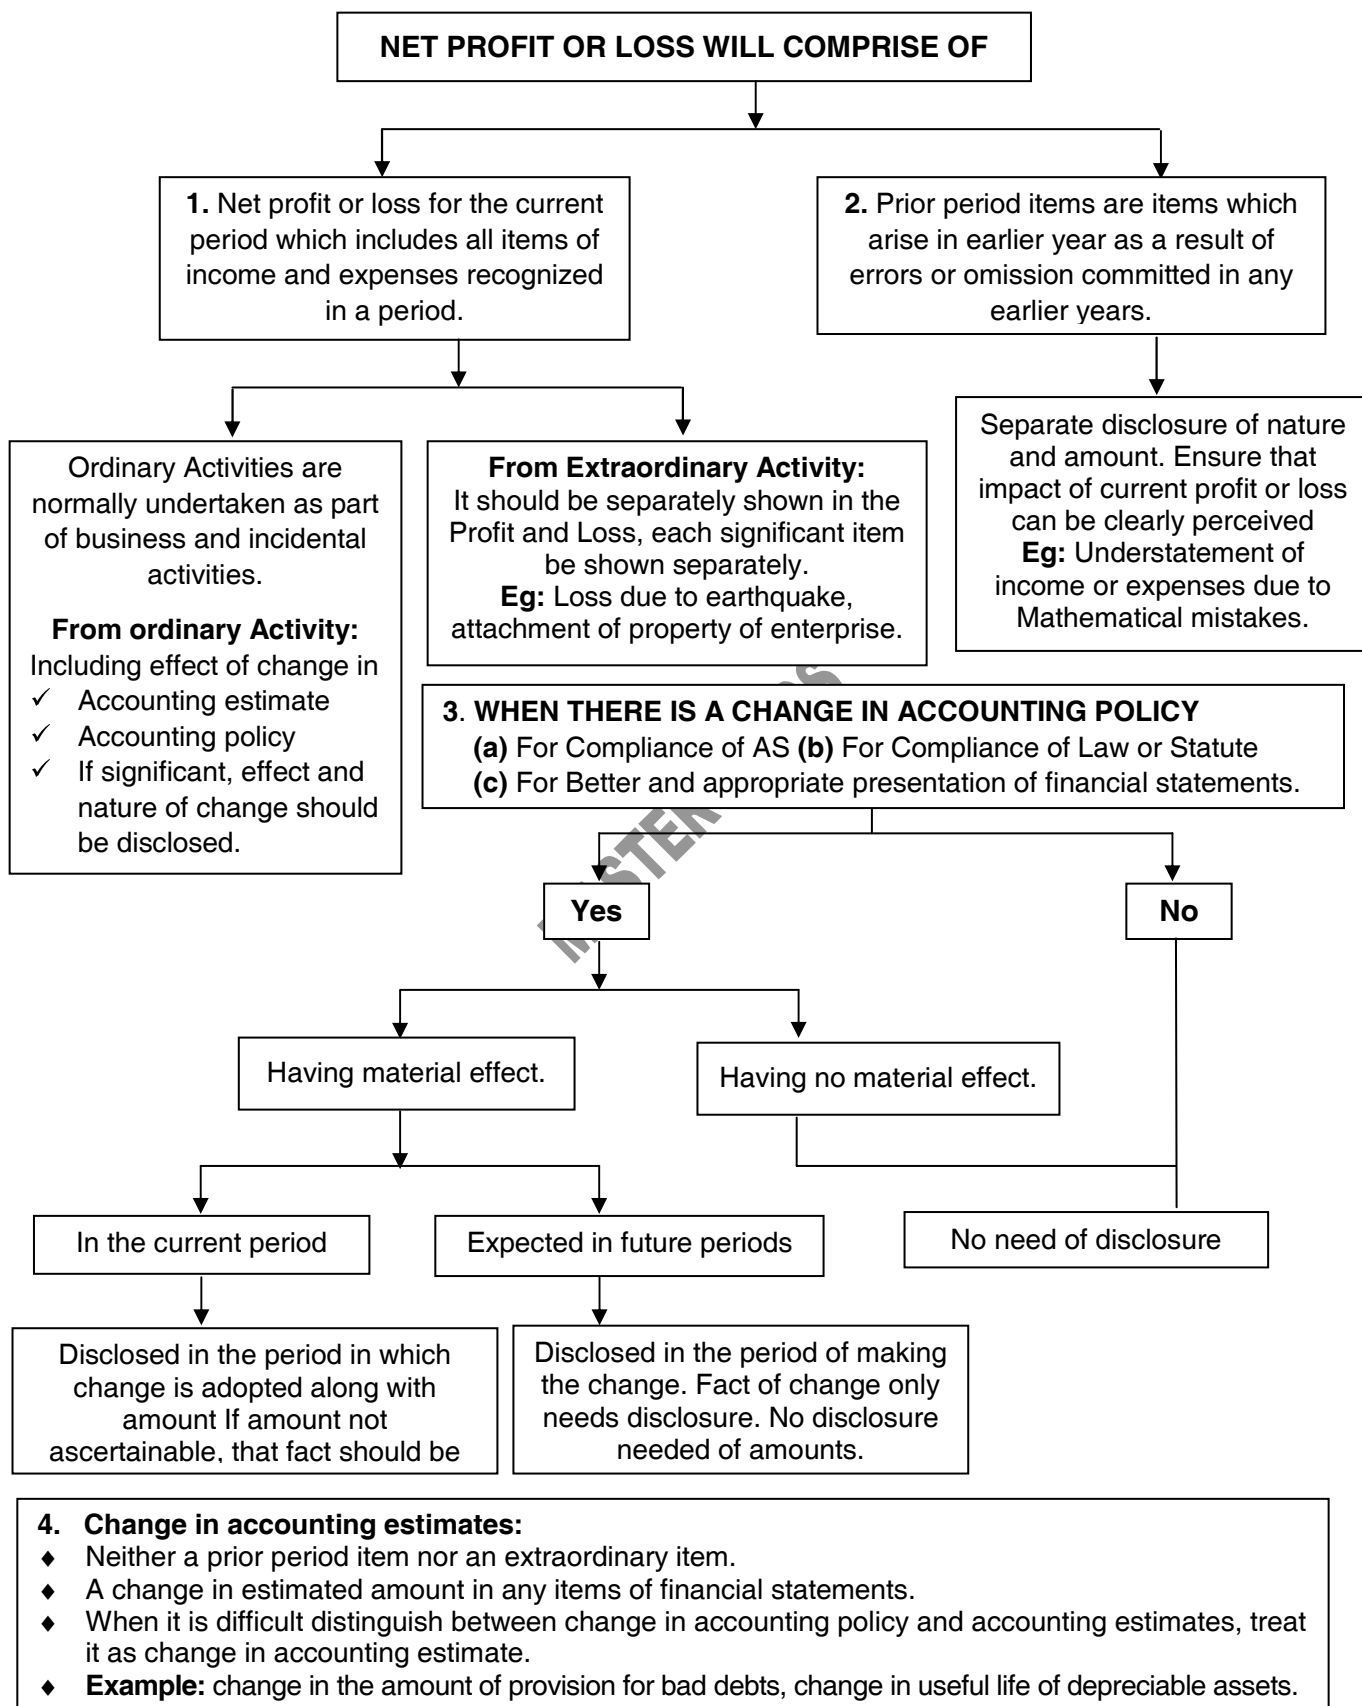 NET PROFIT OR LOSS WILL COMPRISE OF
1. Net profit or loss for the current
period which includes all items of
income and expenses recognized
in a period.
2. Prior period items are items which
arise in earlier year as a result of
errors or omission committed in any
earlier years.
Ordinary Activities are
normally undertaken as part
of business and incidental
activities.
From ordinary Activity:
Including effect of change in
✓ Accounting estimate
✓ Accounting policy
✓ If significant, effect and
nature of change should
be disclosed.
From Extraordinary Activity:
It should be separately shown in the
Profit and Loss, each significant item
be shown separately.
Eg: Loss due to earthquake,
attachment of property of enterprise.
Separate disclosure of nature
and amount. Ensure that
impact of current profit or loss
can be clearly perceived
Eg: Understatement of
income or expenses due to
Mathematical mistakes.
3. WHEN THERE IS A CHANGE IN ACCOUNTING POLICY
(a) For Compliance of AS (b) For Compliance of Law or Statute
(c) For Better and appropriate presentation of financial statements.
Yes
No
Having material effect.
Having no material effect.
In the current period
Expected in future periods
No need of disclosure
Disclosed in the period in which
change is adopted along with
amount If amount not
ascertainable, that fact should be
Disclosed in the period of making
the change. Fact of change only
needs disclosure. No disclosure
needed of amounts.
4. Change in accounting estimates:
♦ Neither a prior period item nor an extraordinary item.
♦ A change in estimated amount in any items of financial statements.
♦ When it is difficult distinguish between change in accounting policy and accounting estimates, treat
it as change in accounting estimate.
♦ Example: change in the amount of provision for bad debts, change in useful life of depreciable assets.